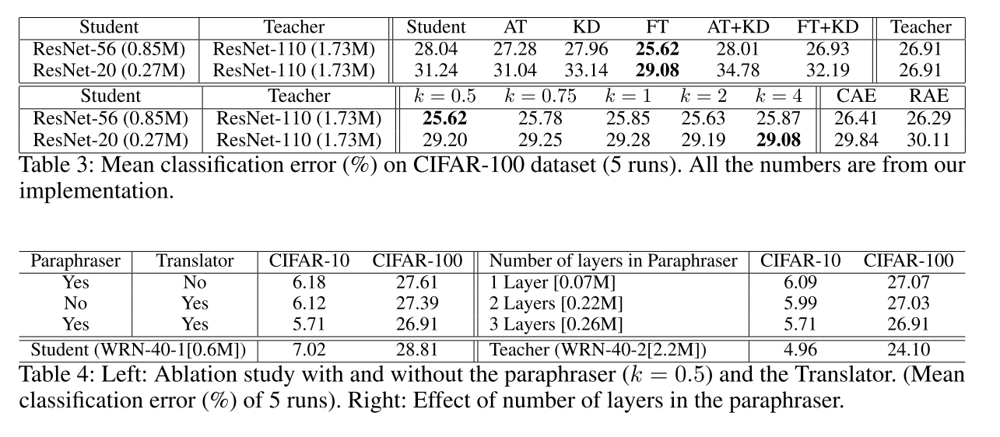 Student Teacher Student AT KD FT AT+KD FT+KD Teacher
ResNet-56 (0.85M) ResNet-110 (1.73M) 28.04 27.28 27.96 25.62 28.01 26.93 26.91
ResNet-20 (0.27M) ResNet-110 (1.73M) 31.24 31.04 33.14 29.08 34.78 32.19 26.91
Student Teacher k = 0.5 k = 0.75 k = 1 k = 2 k = 4 CAE RAE
ResNet-56 (0.85M) ResNet-110 (1.73M) 25.62 25.78 25.85 25.63 25.87 26.41 26.29
ResNet-20 (0.27M) ResNet-110 (1.73M) 29.20 29.25 29.28 29.19 29.08 29.84 30.11
Table 3: Mean classification error (%) on CIFAR-100 dataset (5 runs). All the numbers are from our
implementation.
Paraphraser Translator CIFAR-10 CIFAR-100 Number of layers in Paraphraser CIFAR-10 CIFAR-100
Yes No 6.18 27.61 1 Layer [0.07M] 6.09 27.07
No Yes 6.12 27.39 2 Layers [0.22M] 5.99 27.03
Yes Yes 5.71 26.91 3 Layers [0.26M] 5.71 26.91
Student (WRN-40-1[0.6M]) 7.02 28.81 Teacher (WRN-40-2[2.2M]) 4.96 24.10
Table 4: Left: Ablation study with and without the paraphraser (k = 0.5) and the Translator. (Mean
classification error (%) of 5 runs). Right: Effect of number of layers in the paraphraser.